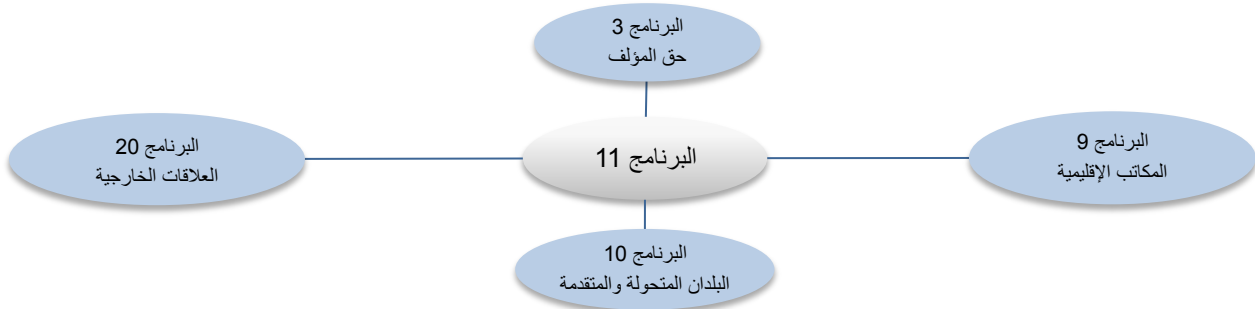 البرنامج 3
حق المؤلف
البرنامج 9
المكاتب الإقليمية
البرنامج 11
البرنامج 20
العلاقات الخارجية
البرنامج 10
البلدان المتحولة والمتقدمة